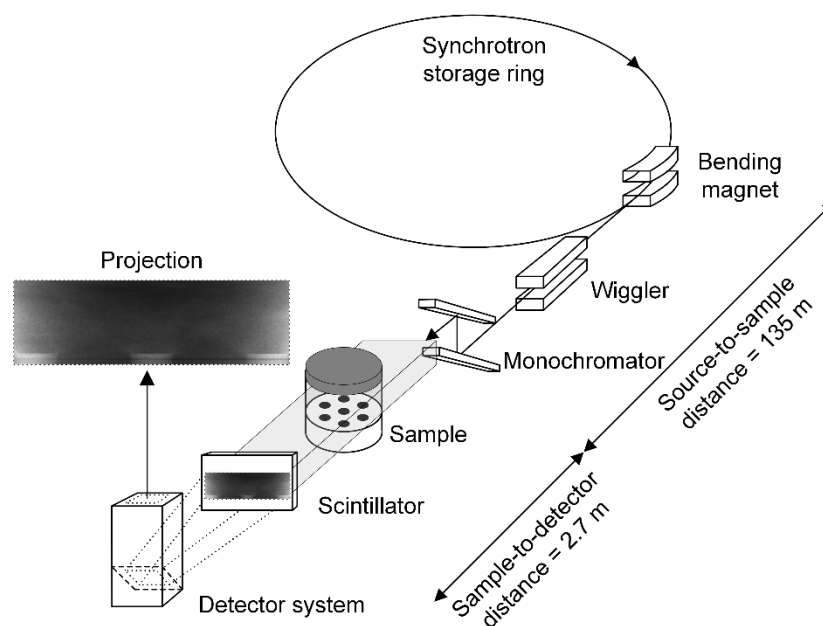 Synchrotron
storage ring
Bending
magnet
Projection
Wiggler
Monochromator
Source-to-sample
distance = 135 m
Sample
Scintillator
Sample-to-detector
distance = 2.7 m
Detector system